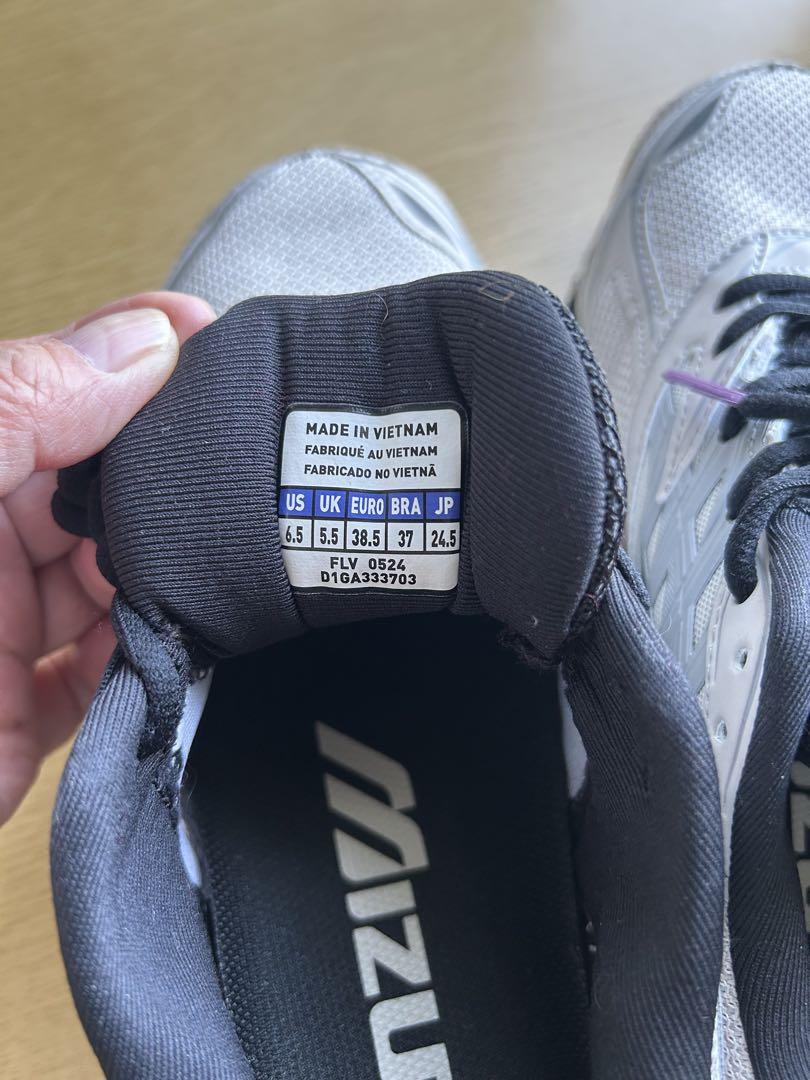 MADE IN VIETNAM
FABRIQUÉ AU VIETNAM
FABRICADO NO VIETNÃ
US UK EURO BRA JP
6.5 5.5 38.5 37 24.5
FLV 0524
D1GA333703
MIZU